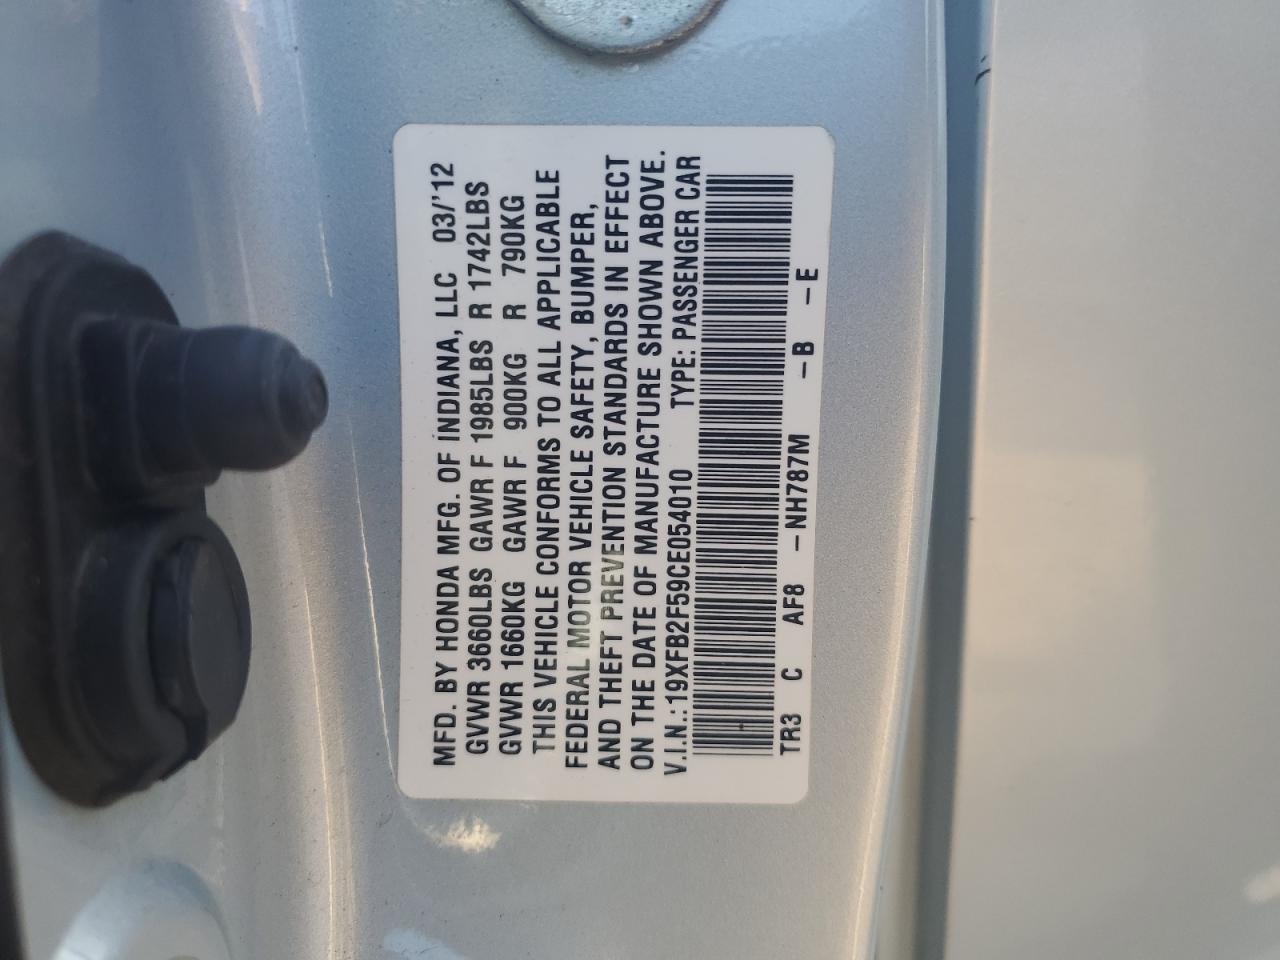 MFD. BY HONDA MFG. OF INDIANA, LLC 03/'12
GVWR 3660LBS GAWR F 1985LBS R 1742LBS
GVWR 1660KG GAWR F 900KG R 790KG
THIS VEHICLE CONFORMS TO ALL APPLICABLE
FEDERAL MOTOR VEHICLE SAFETY, BUMPER,
AND THEFT PREVENTION STANDARDS IN EFFECT
ON THE DATE OF MANUFACTURE SHOWN ABOVE.
V.I.N.: 19XFB2F59CE054010 TYPE: PASSENGER CAR
TR3 C AF8 -NH787M -B -E